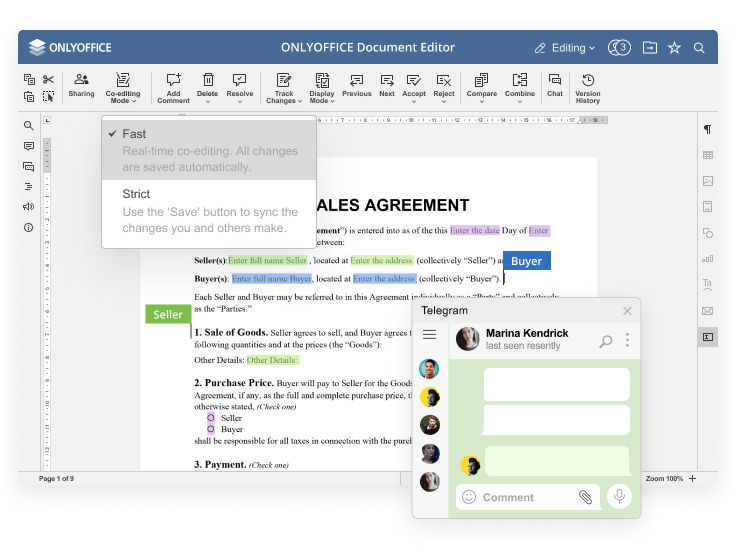 ONLYOFFICE
ONLYOFFICE Document Editor
Editing
3
Sharing
Co-editing
Mode
Add
Comment
Delete
Resolve
Track
Changes
Display
Mode
Previous
Next
Accept
Reject
Compare
Combine
Chat
Version
History
Fast
Real-time co-editing. All changes
are saved automatically.
Strict
Use the ‘Save’ button to sync the
changes you and others make.
ALES AGREEMENT
ement”) is entered into as of the this Enter the date Day of Enter
etween:
Seller(s): Enter full name Seller , located at Enter the address (collectively “Seller”)
Buyer
Buyer(s): Enter full name Buyer, located at Enter the address (collectively “Buyer”).
Each Seller and Buyer may be referred to in this Agreement individually as a “Party” and collectively
as the “Parties.”
Seller
1. Sale of Goods. Seller agrees to sell, and Buyer agrees
following quantities and at the prices (the “Goods”):
Other Details: Other Details:
2. Purchase Price. Buyer will pay to Seller for the Goods
Agreement, if any, as the full and complete purchase price,
otherwise stated, (Check one)
Seller
Buyer
shall be responsible for all taxes in connection with the
3. Payment. (Check one)
Telegram
Marina Kendrick
last seen recently
Comment
Page 1 of 9
Zoom 100%